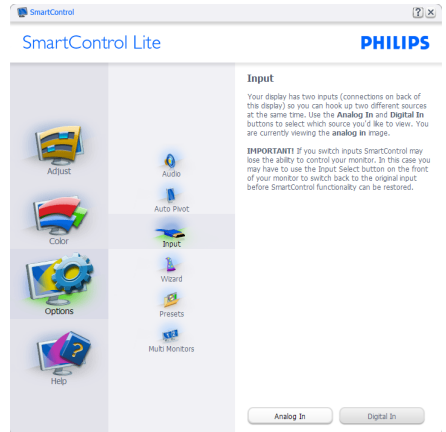 SmartControl
SmartControl Lite
PHILIPS
Adjust
Color
Options
Help
Audio
Auto Pivot
Input
Wizard
Presets
Multi Monitors
Input
Your display has two inputs (connections on back of
this display) so you can hook up two different sources
at the same time. Use the Analog In and Digital In
buttons to select which source you'd like to view. You
are currently viewing the analog in image.
IMPORTANT! If you switch inputs SmartControl may
lose the ability to control your monitor. In this case you
may have to use the Input Select button on the front
of your monitor to switch back to the original input
before SmartControl functionality can be restored.
Analog In
Digital In